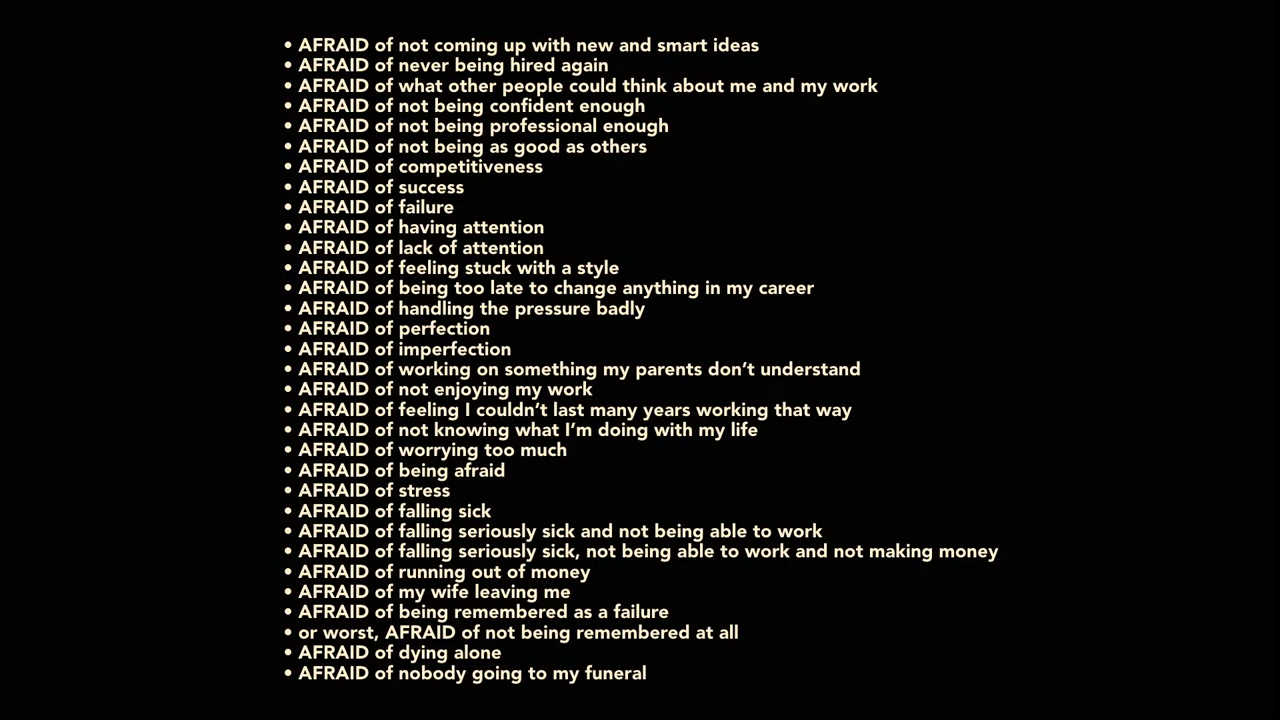 • AFRAID of not coming up with new and smart ideas
• AFRAID of never being hired again
• AFRAID of what other people could think about me and my work
• AFRAID of not being confident enough
• AFRAID of not being professional enough
• AFRAID of not being as good as others
• AFRAID of competitiveness
• AFRAID of success
• AFRAID of failure
• AFRAID of having attention
• AFRAID of lack of attention
• AFRAID of feeling stuck with a style
• AFRAID of being too late to change anything in my career
• AFRAID of handling the pressure badly
• AFRAID of perfection
• AFRAID of imperfection
• AFRAID of working on something my parents don’t understand
• AFRAID of not enjoying my work
• AFRAID of feeling I couldn’t last many years working that way
• AFRAID of not knowing what I’m doing with my life
• AFRAID of worrying too much
• AFRAID of being afraid
• AFRAID of stress
• AFRAID of falling sick
• AFRAID of falling seriously sick and not being able to work
• AFRAID of falling seriously sick, not being able to work and not making money
• AFRAID of running out of money
• AFRAID of my wife leaving me
• AFRAID of being remembered as a failure
• or worst, AFRAID of not being remembered at all
• AFRAID of dying alone
• AFRAID of nobody going to my funeral